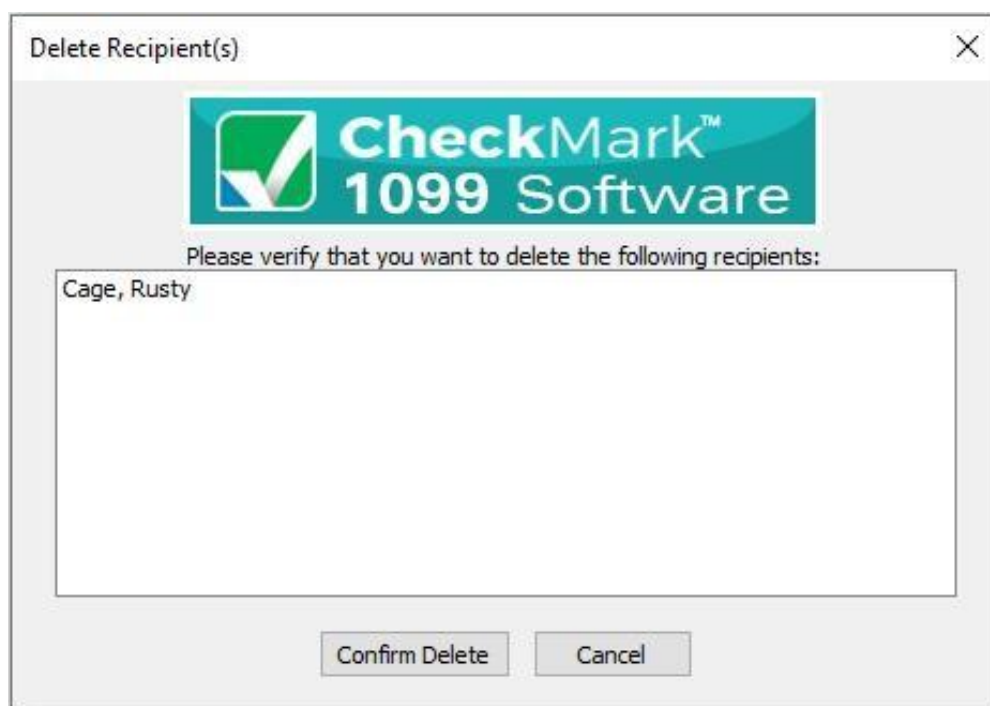 Delete Recipient(s)
CheckMark™
1099 Software
Please verify that you want to delete the following recipients:
Cage, Rusty
Confirm Delete
Cancel